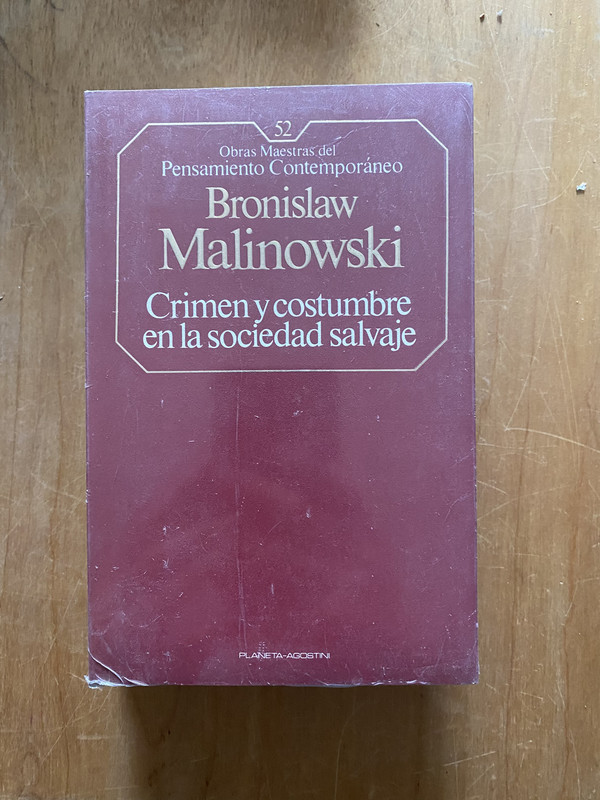 52
Obras Maestras del
Pensamiento Contemporáneo
Bronislaw
Malinowski
Crimen y costumbre
en la sociedad salvaje
PLANETA-AGOSTINI